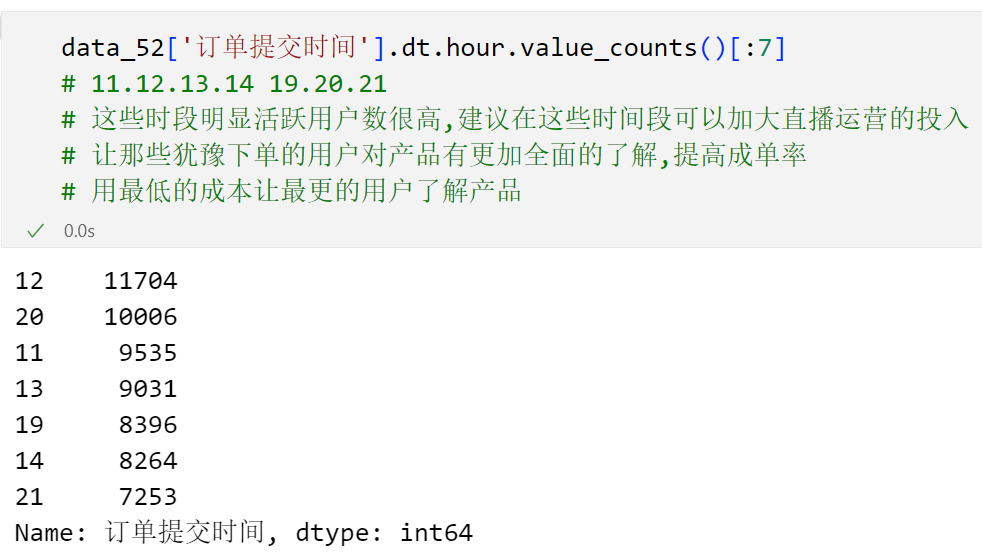 data_52['订单提交时间'].dt.hour.value_counts()[:7]
# 11.12.13.14 19.20.21
# 这些时段明显活跃用户数很高,建议在这些时间段可以加大直播运营的投入
# 让那些犹豫下单的用户对产品有更加全面的了解,提高成单率
# 用最低的成本让最更的用户了解产品
✓ 0.0s
12 11704
20 10006
11 9535
13 9031
19 8396
14 8264
21 7253
Name: 订单提交时间, dtype: int64